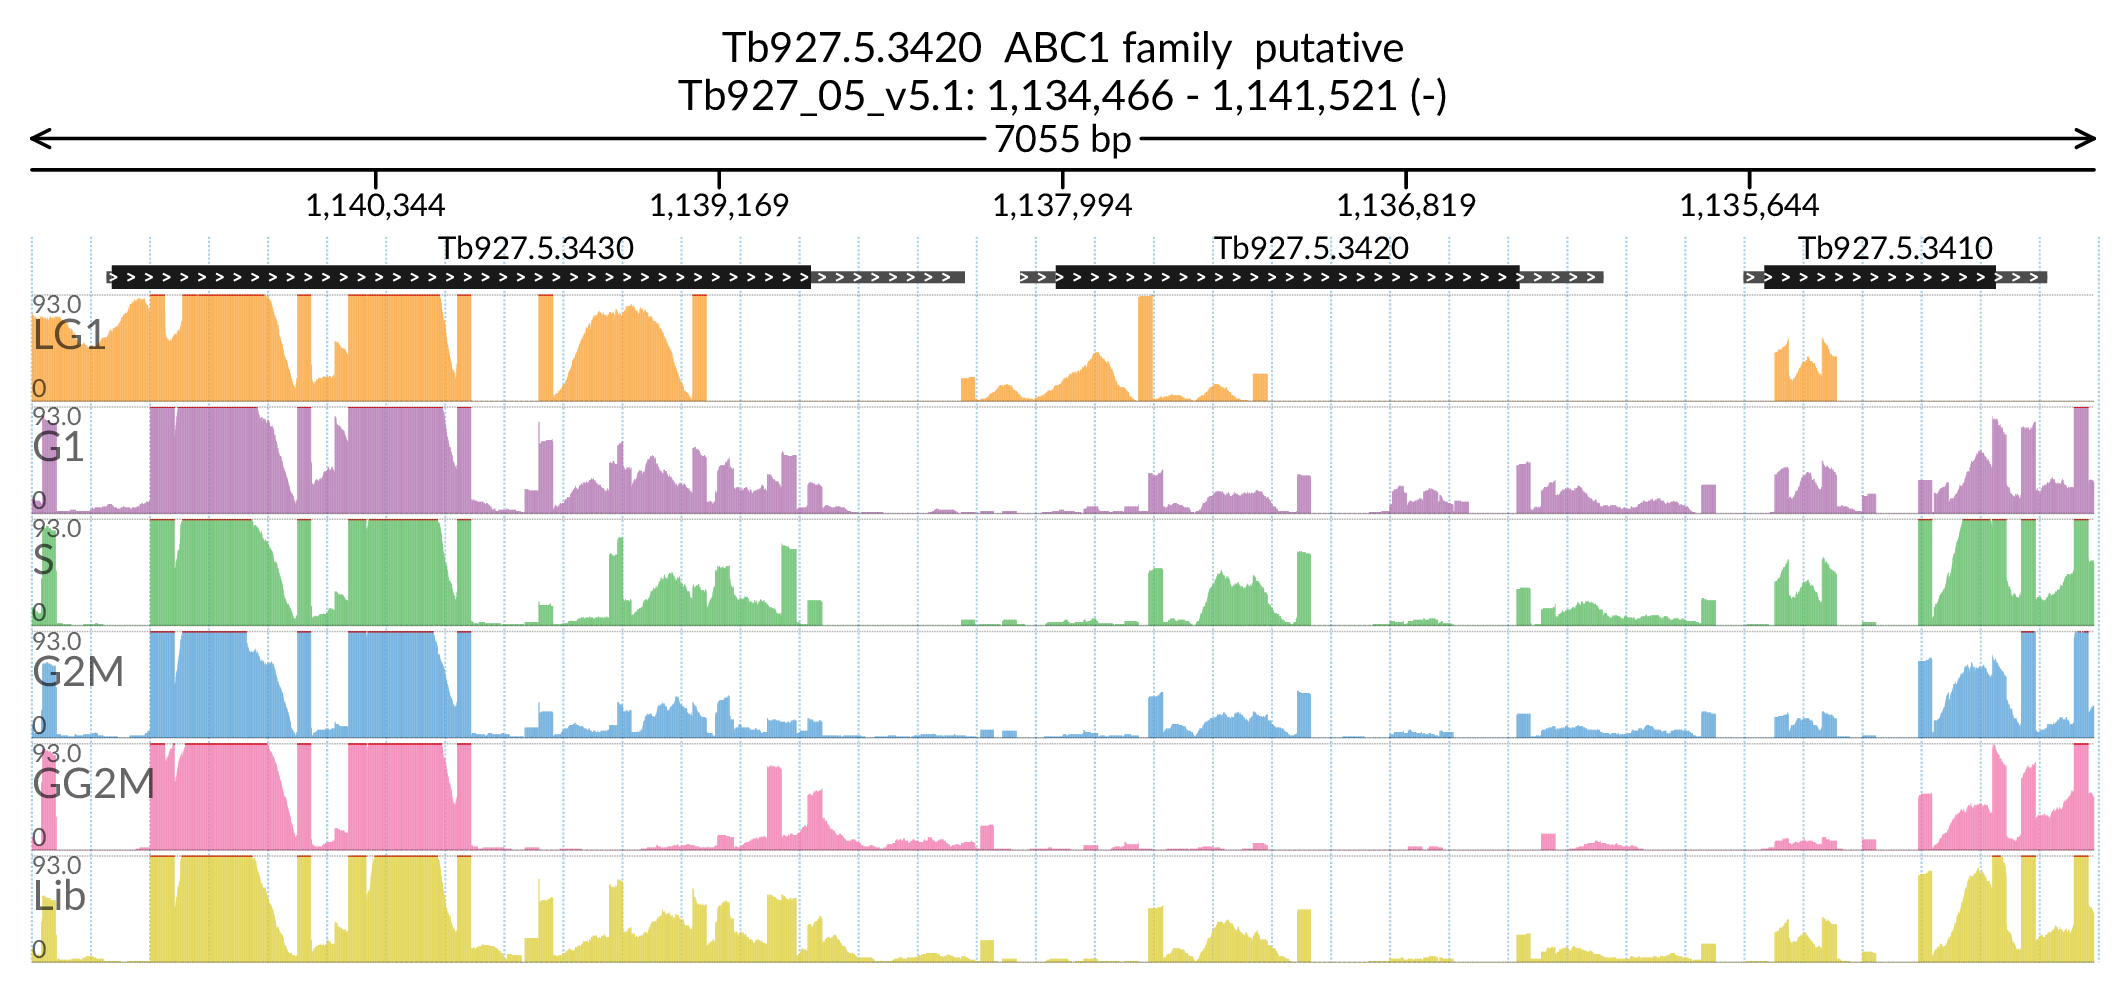 Tb927.5.3420 ABC1 family putative
Tb927_05_v5.1: 1,134,466 - 1,141,521 (-)
7055 bp
1,140,344 1,139,169 1,137,994 1,136,819 1,135,644
Tb927.5.3430 Tb927.5.3420 Tb927.5.3410
93.0
LG1
0
93.0
G1
0
93.0
S
0
93.0
G2M
0
93.0
GG2M
0
93.0
Lib
0